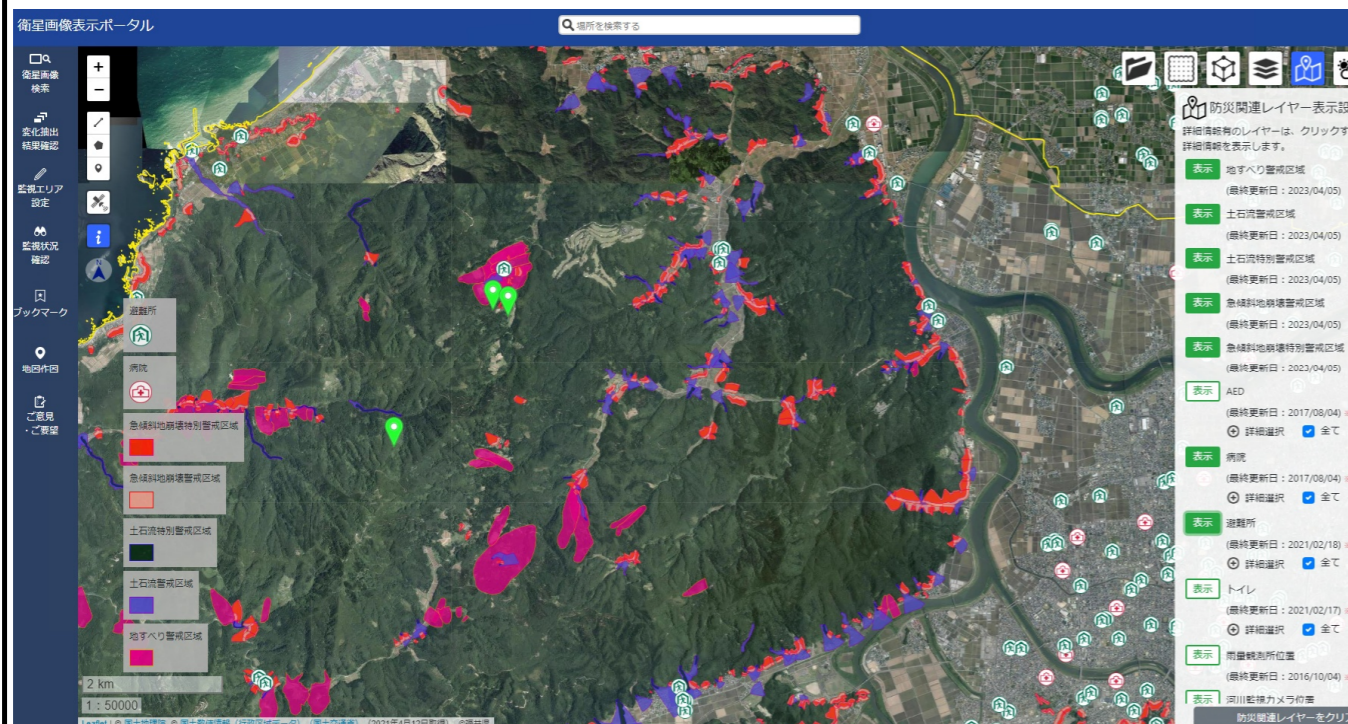 衛星画像表示ポータル
場所を検索する
衛星画像
検索
変化抽出
結果確認
監視エリア
設定
監視状況
確認
ブックマーク
地図作図
ご意見
・ご要望
+
−
i
避難所
病院
急傾斜地崩壊特別警戒区域
急傾斜地崩壊警戒区域
土石流特別警戒区域
土石流警戒区域
地すべり警戒区域
2 km
1 : 50000
防災関連レイヤー表示設
詳細情報有のレイヤーは、クリックす
詳細情報を表示します。
表示 地すべり警戒区域
(最終更新日：2023/04/05)
表示 土石流警戒区域
(最終更新日：2023/04/05)
表示 土石流特別警戒区域
(最終更新日：2023/04/05)
表示 急傾斜地崩壊警戒区域
(最終更新日：2023/04/05)
表示 急傾斜地崩壊特別警戒区域
(最終更新日：2023/04/05)
表示 AED
(最終更新日：2017/08/04)
詳細選択 全て
表示 病院
(最終更新日：2017/08/04)
詳細選択 全て
表示 避難所
(最終更新日：2021/02/18)
詳細選択 全て
表示 トイレ
(最終更新日：2021/02/17)
詳細選択 全て
表示 雨量観測所位置
(最終更新日：2016/10/04)
表示 河川監視カメラ位置
防災関連レイヤーをクリ